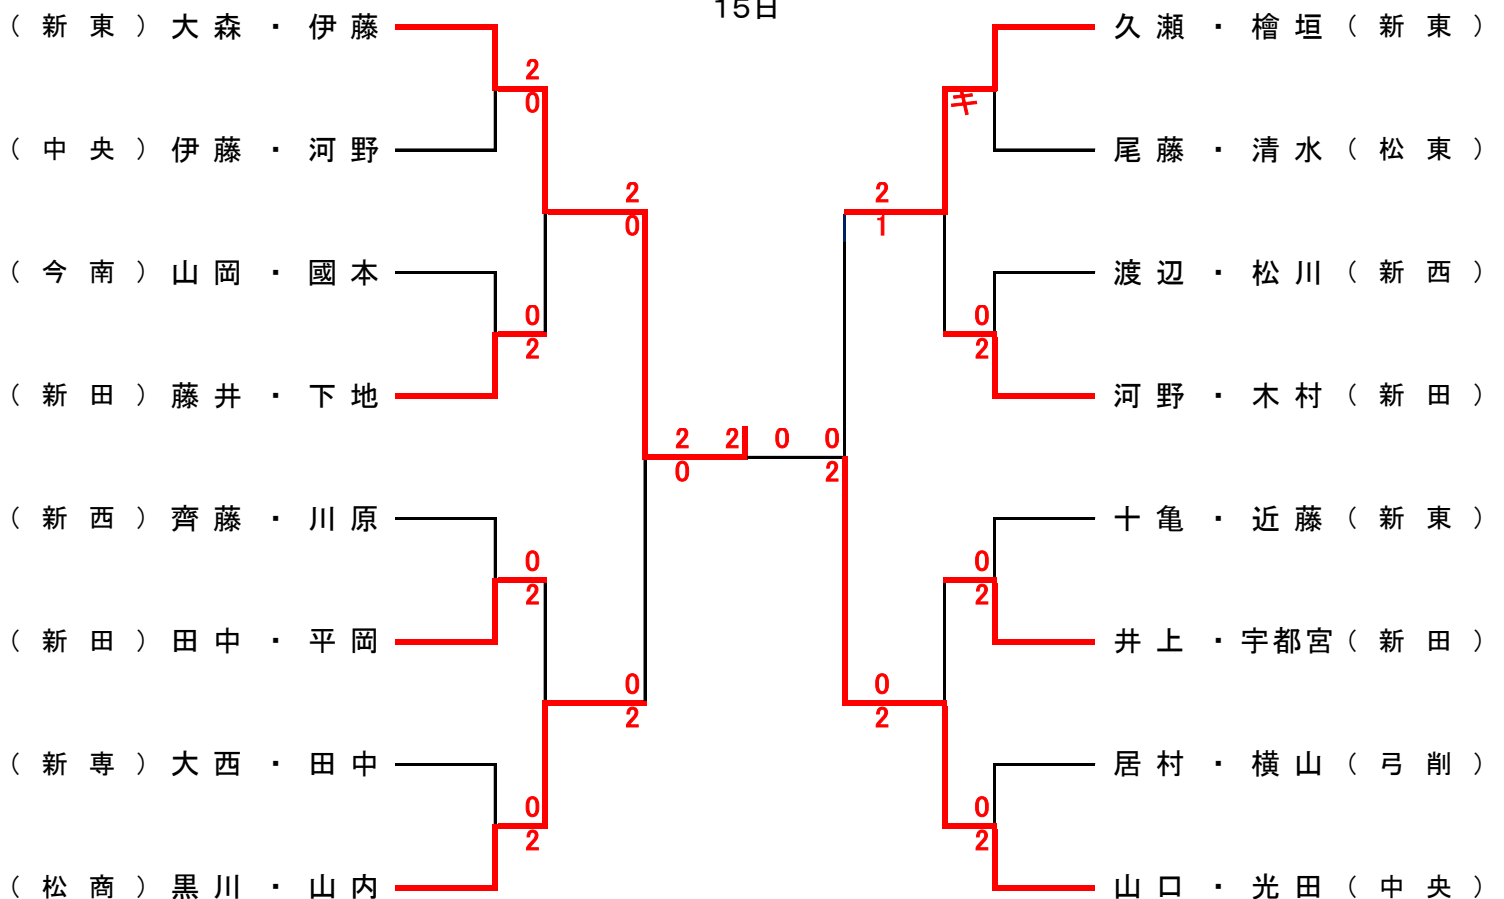 15日
（新東）大森・伊藤
2
0
（中央）伊藤・河野
2
0
（今南）山岡・國本
0
2
（新田）藤井・下地
2 2 0 0
0 2
（新西）齊藤・川原
0
2
（新田）田中・平岡
0
2
（新専）大西・田中
0
2
（松商）黒川・山内
久瀬・檜垣（新東）
キ
尾藤・清水（松東）
2
1
渡辺・松川（新西）
0
2
河野・木村（新田）
十亀・近藤（新東）
0
2
井上・宇都宮（新田）
0
2
居村・横山（弓削）
0
2
山口・光田（中央）